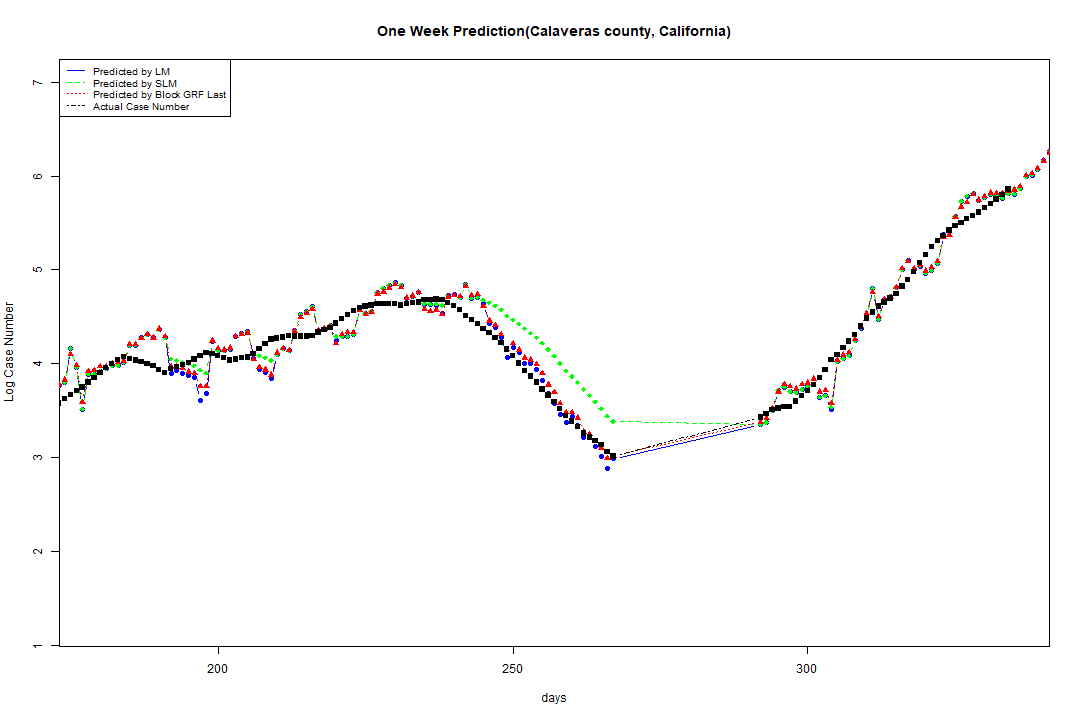 One Week Prediction(Calaveras county, California)
Predicted by LM
Predicted by SLM
Predicted by Block GRF Last
Actual Case Number
7
6
5
4
3
2
1
Log Case Number
200 250 300
days